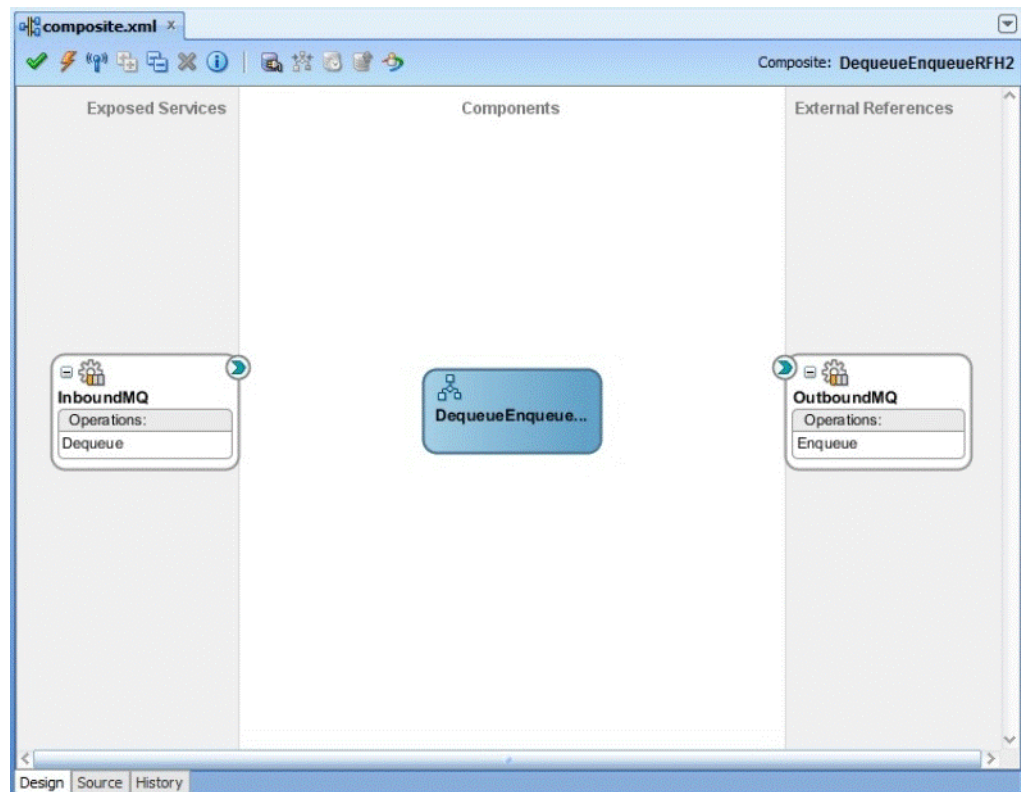 composite.xml
Composite: DequeueEnqueueRFH2
Exposed Services
Components
External References
InboundMQ
Operations:
Dequeue
DequeueEnqueue...
OutboundMQ
Operations:
Enqueue
Design Source History